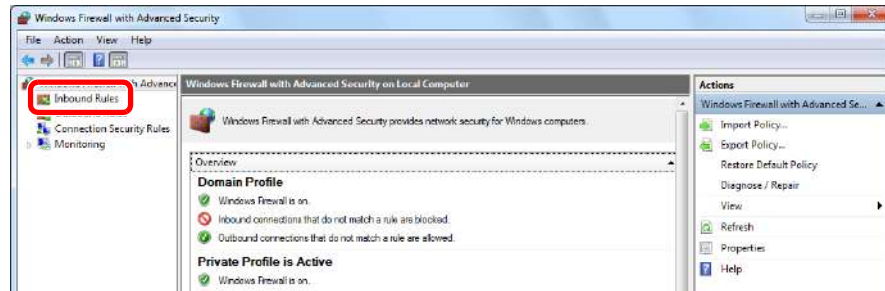 Windows Firewall with Advanced Security
File Action View Help
h Advance
Inbound Rules
Connection Security Rules
Monitoring
Windows Firewall with Advanced Security on Local Computer
Windows Firewall with Advanced Security provides network security for Windows computers.
Overview
Domain Profile
Windows Firewall is on.
Inbound connections that do not match a rule are blocked.
Outbound connections that do not match a rule are allowed.
Private Profile is Active
Windows Firewall is on.
Actions
Windows Firewall with Advanced Se...
Import Policy...
Export Policy...
Restore Default Policy
Diagnose / Repair
View
Refresh
Properties
Help